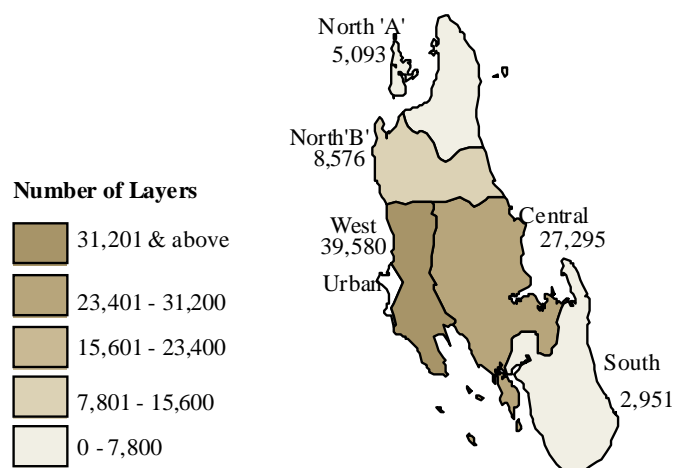 North 'A'
5,093
North'B'
8,576
Number of Layers
31,201 & above
23,401 - 31,200
15,601 - 23,400
7,801 - 15,600
0 - 7,800
West
39,580
Urban
Central
27,295
South
2,951